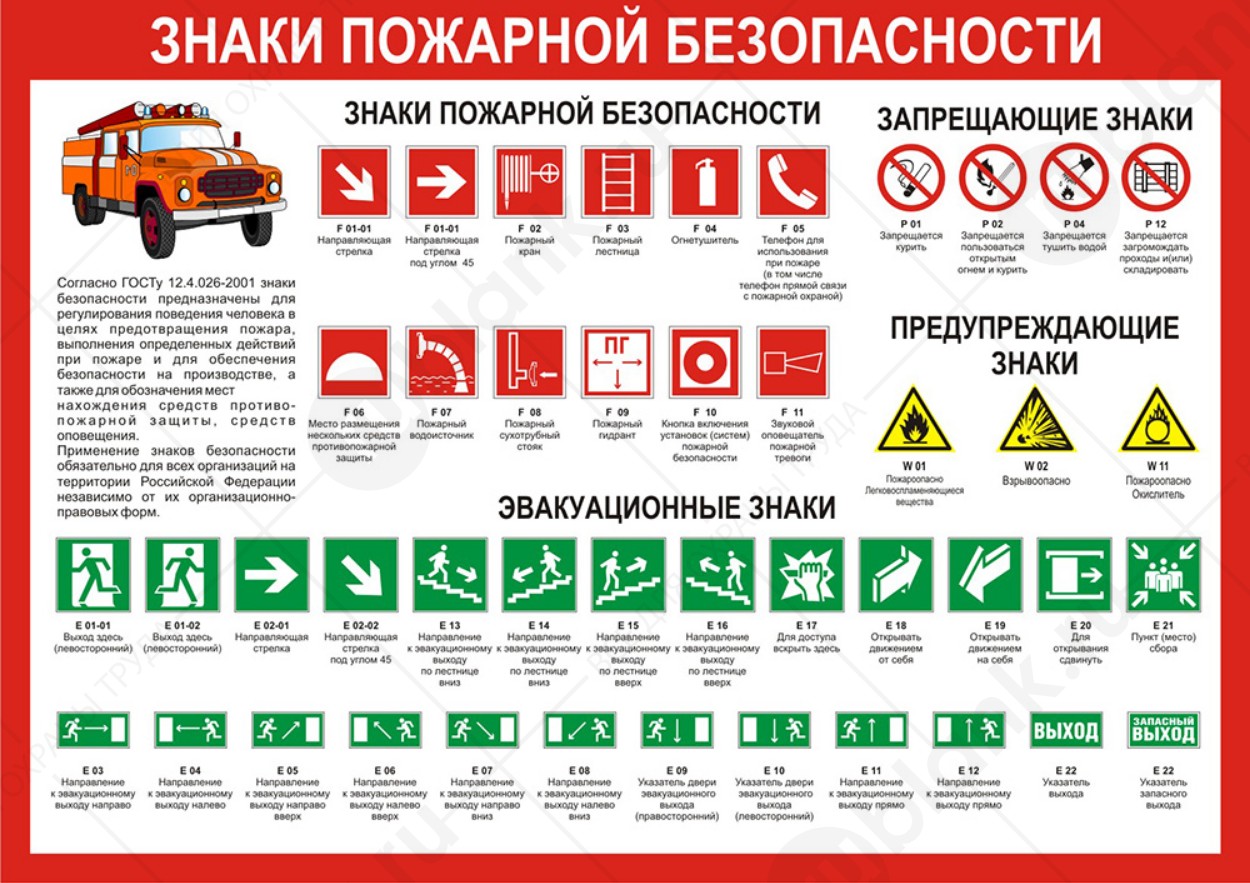 ЗНАКИ ПОЖАРНОЙ БЕЗОПАСНОСТИ
Согласно ГОСТу 12.4.026-2001 знаки
безопасности предназначены для
регулирования поведения человека в
целях предотвращения пожара,
выполнения определенных действий
при пожаре и для обеспечения
безопасности на производстве, а
также для обозначения мест
нахождения средств противо-
пожарной защиты, средств
оповещения.
Применение знаков безопасности
обязательно для всех организаций на
территории Российской Федерации
независимо от их организационно-
правовых форм.
ЗНАКИ ПОЖАРНОЙ БЕЗОПАСНОСТИ
F 01-01
Направляющая
стрелка
F 01-01
Направляющая
стрелка
под углом 45
F 02
Пожарный
кран
F 03
Пожарный
лестница
F 04
Огнетушитель
F 05
Телефон для
использования
при пожаре
(в том числе
телефон прямой связи
с пожарной охраной)
F 06
Место размещения
нескольких средств
противопожарной
защиты
F 07
Пожарный
водоисточник
F 08
Пожарный
сухотрубный
стояк
ПГ
F 09
Пожарный
гидрант
F 10
Кнопка включения
установок (систем)
пожарной
безопасности
F 11
Звуковой
оповещатель
пожарной
тревоги
ЗАПРЕЩАЮЩИЕ ЗНАКИ
P 01
Запрещается
курить
P 02
Запрещается
пользоваться
открытым
огнем и курить
P 04
Запрещается
тушить водой
P 12
Запрещается
загромождать
проходы и(или)
складировать
ПРЕДУПРЕЖДАЮЩИЕ
ЗНАКИ
W 01
Пожароопасно
Легковоспламеняющиеся
вещества
W 02
Взрывоопасно
W 11
Пожароопасно
Окислитель
ЭВАКУАЦИОННЫЕ ЗНАКИ
E 01-01
Выход здесь
(левосторонний)
E 01-02
Выход здесь
(левосторонний)
E 02-01
Направляющая
стрелка
E 02-02
Направляющая
стрелка
под углом 45
E 13
Направление
к эвакуационному
выходу
по лестнице
вниз
E 14
Направление
к эвакуационному
выходу
по лестнице
вниз
E 15
Направление
к эвакуационному
выходу
по лестнице
вверх
E 16
Направление
к эвакуационному
выходу
по лестнице
вверх
E 17
Для доступа
вскрыть здесь
E 18
Открывать
движением
от себя
E 19
Открывать
движением
на себя
E 20
Для
открывания
сдвинуть
E 21
Пункт (место)
сбора
E 03
Направление
к эвакуационному
выходу направо
E 04
Направление
к эвакуационному
выходу налево
E 05
Направление
к эвакуационному
выходу направо
вверх
E 06
Направление
к эвакуационному
выходу налево
вверх
E 07
Направление
к эвакуационному
выходу направо
вниз
E 08
Направление
к эвакуационному
выходу налево
вниз
E 09
Указатель двери
эвакуационного
выхода
(правосторонний)
E 10
Указатель двери
эвакуационного
выхода
(левосторонний)
E 11
Направление
к эвакуационному
выходу прямо
E 12
Направление
к эвакуационному
выходу прямо
ВЫХОД
E 22
Указатель
выхода
ЗАПАСНЫЙ
ВЫХОД
E 22
Указатель
запасного
выхода